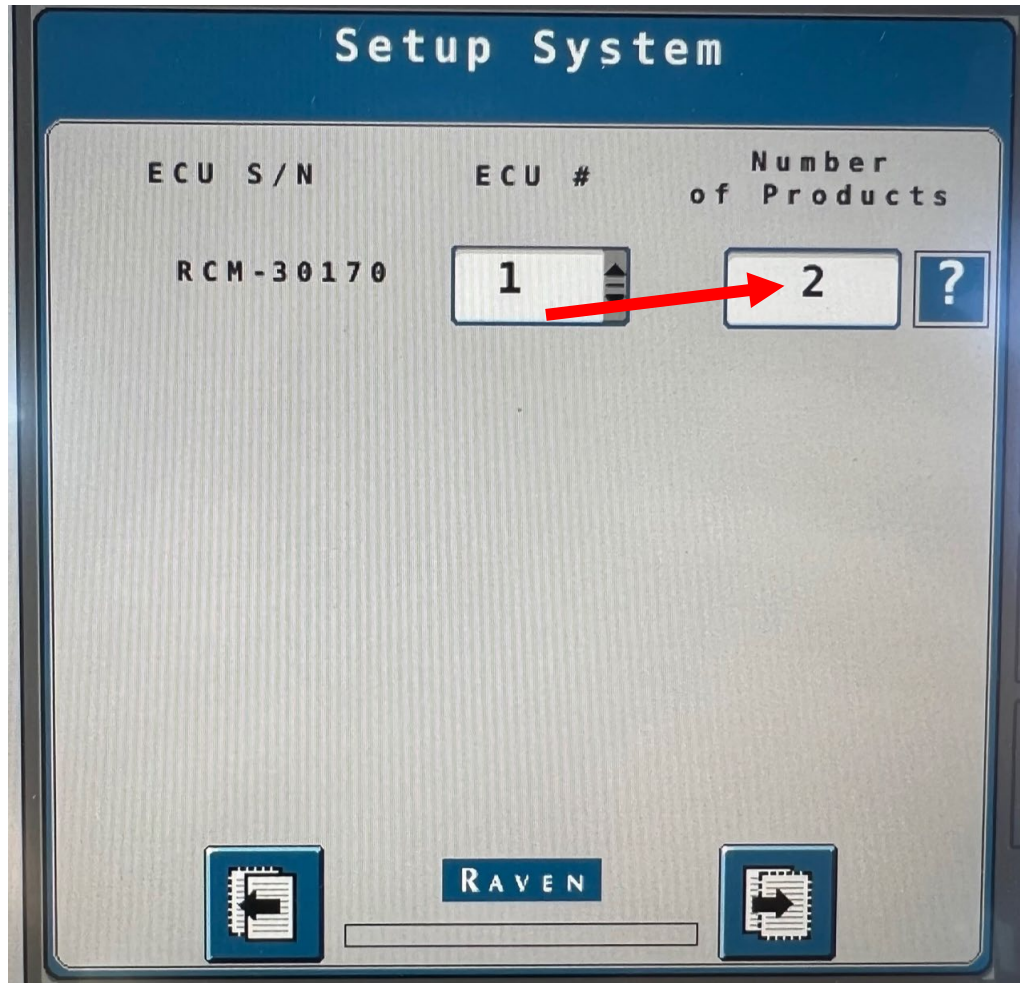 Setup System
ECU S/N
ECU #
Number
of Products
RCM-30170
1
2
?
RAVEN